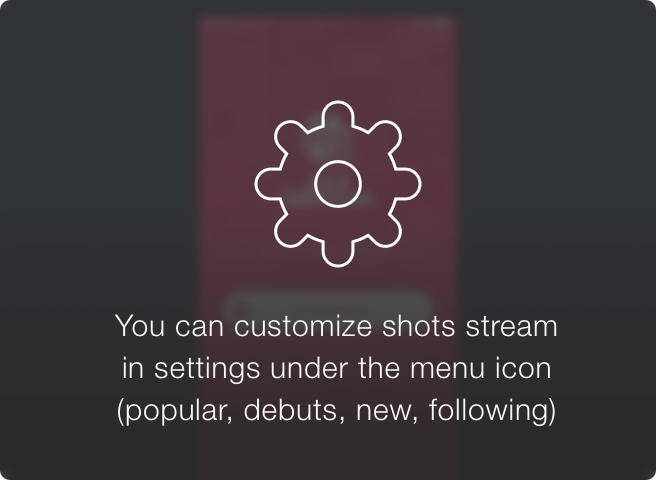 You can customize shots stream
in settings under the menu icon
(popular, debuts, new, following)